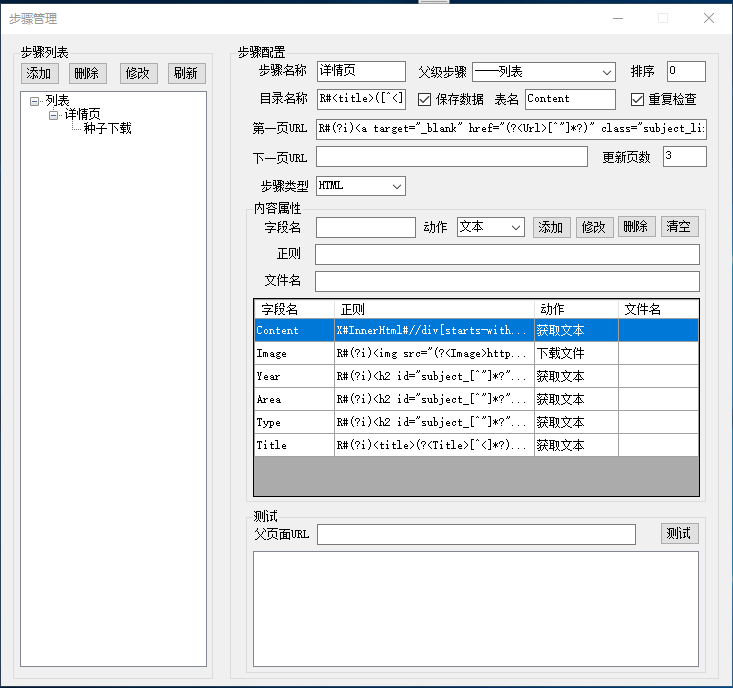 步骤管理
步骤列表
添加 删除 修改 刷新
列表
详情页
种子下载
步骤配置
步骤名称 详情页 父级步骤 ──列表 排序 0
目录名称 R#<title>([^<] 保存数据 表名 Content 重复检查
第一页URL R#(?i)<a target="_blank" href="(?<Url>[^"]*?)" class="subject_li
下一页URL 更新页数 3
步骤类型 HTML
内容属性
字段名 动作 文本 添加 修改 删除 清空
正则
文件名
字段名 正则 动作 文件名
Content X#InnerHtml#//div[starts-with... 获取文本
Image R#(?i)<img src="(?<Image>http... 下载文件
Year R#(?i)<h2 id="subject_[^"]*?"... 获取文本
Area R#(?i)<h2 id="subject_[^"]*?"... 获取文本
Type R#(?i)<h2 id="subject_[^"]*?"... 获取文本
Title R#(?i)<title>(?<Title>[^<]*?)... 获取文本
测试
父页面URL 测试